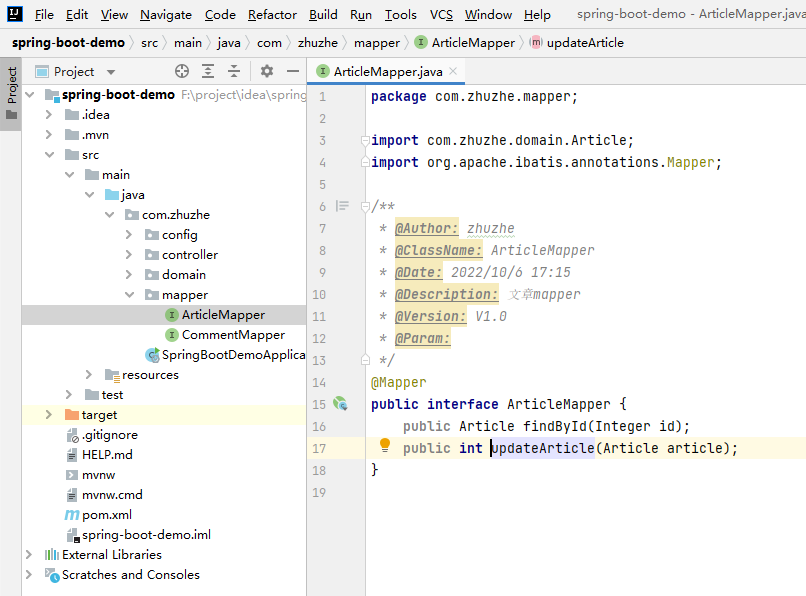 File Edit View Navigate Code Refactor Build Run Tools VCS Window Help spring-boot-demo - ArticleMapper.java
spring-boot-demo src main java com zhuzhe mapper ArticleMapper updateArticle
Project
Project
ArticleMapper.java
spring-boot-demo F:\project\idea\spring
.idea
.mvn
src
main
java
com.zhuzhe
config
controller
domain
mapper
ArticleMapper
CommentMapper
SpringBootDemoApplica
resources
test
target
.gitignore
HELP.md
mvnw
mvnw.cmd
pom.xml
spring-boot-demo.iml
External Libraries
Scratches and Consoles
1 package com.zhuzhe.mapper;
2
3 import com.zhuzhe.domain.Article;
4 import org.apache.ibatis.annotations.Mapper;
5
6 /**
7 * @Author: zhuzhe
8 * @ClassName: ArticleMapper
9 * @Date: 2022/10/6 17:15
10 * @Description: 文章mapper
11 * @Version: V1.0
12 * @Param:
13 */
14 @Mapper
15 public interface ArticleMapper {
16 public Article findById(Integer id);
17 public int updateArticle(Article article);
18 }
19